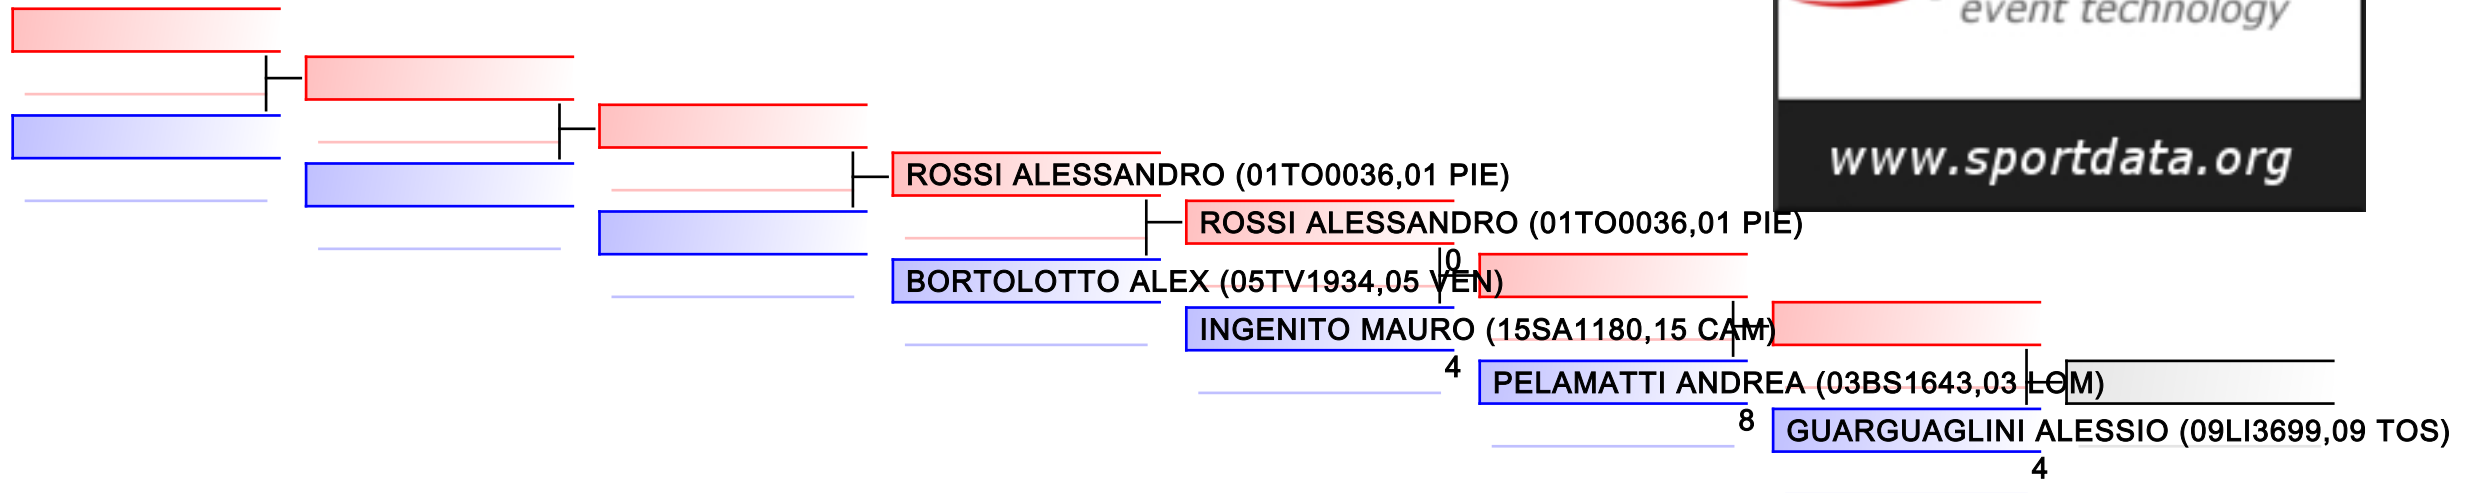 event technology
www.sportdata.org
ROSSI ALESSANDRO (01TO0036,01 PIE)
ROSSI ALESSANDRO (01TO0036,01 PIE)
0
BORTOLOTTO ALEX (05TV1934,05 VEN)
INGENITO MAURO (15SA1180,15 CAM)
4
PELAMATTI ANDREA (03BS1643,03 LOM)
8
GUARGUAGLINI ALESSIO (09LI3699,09 TOS)
4